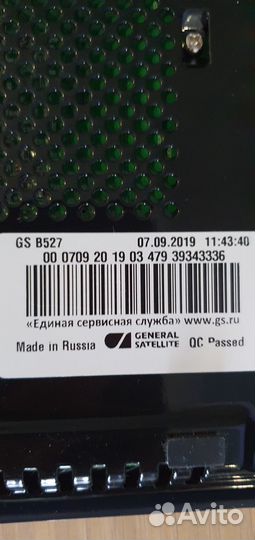 GS B527 07.09.2019 11:43:40
00 0709 20 19 03 479 39343336
«Единая сервисная служба» www.gs.ru
Made in Russia GENERAL SATELLITE QC Passed
Avito